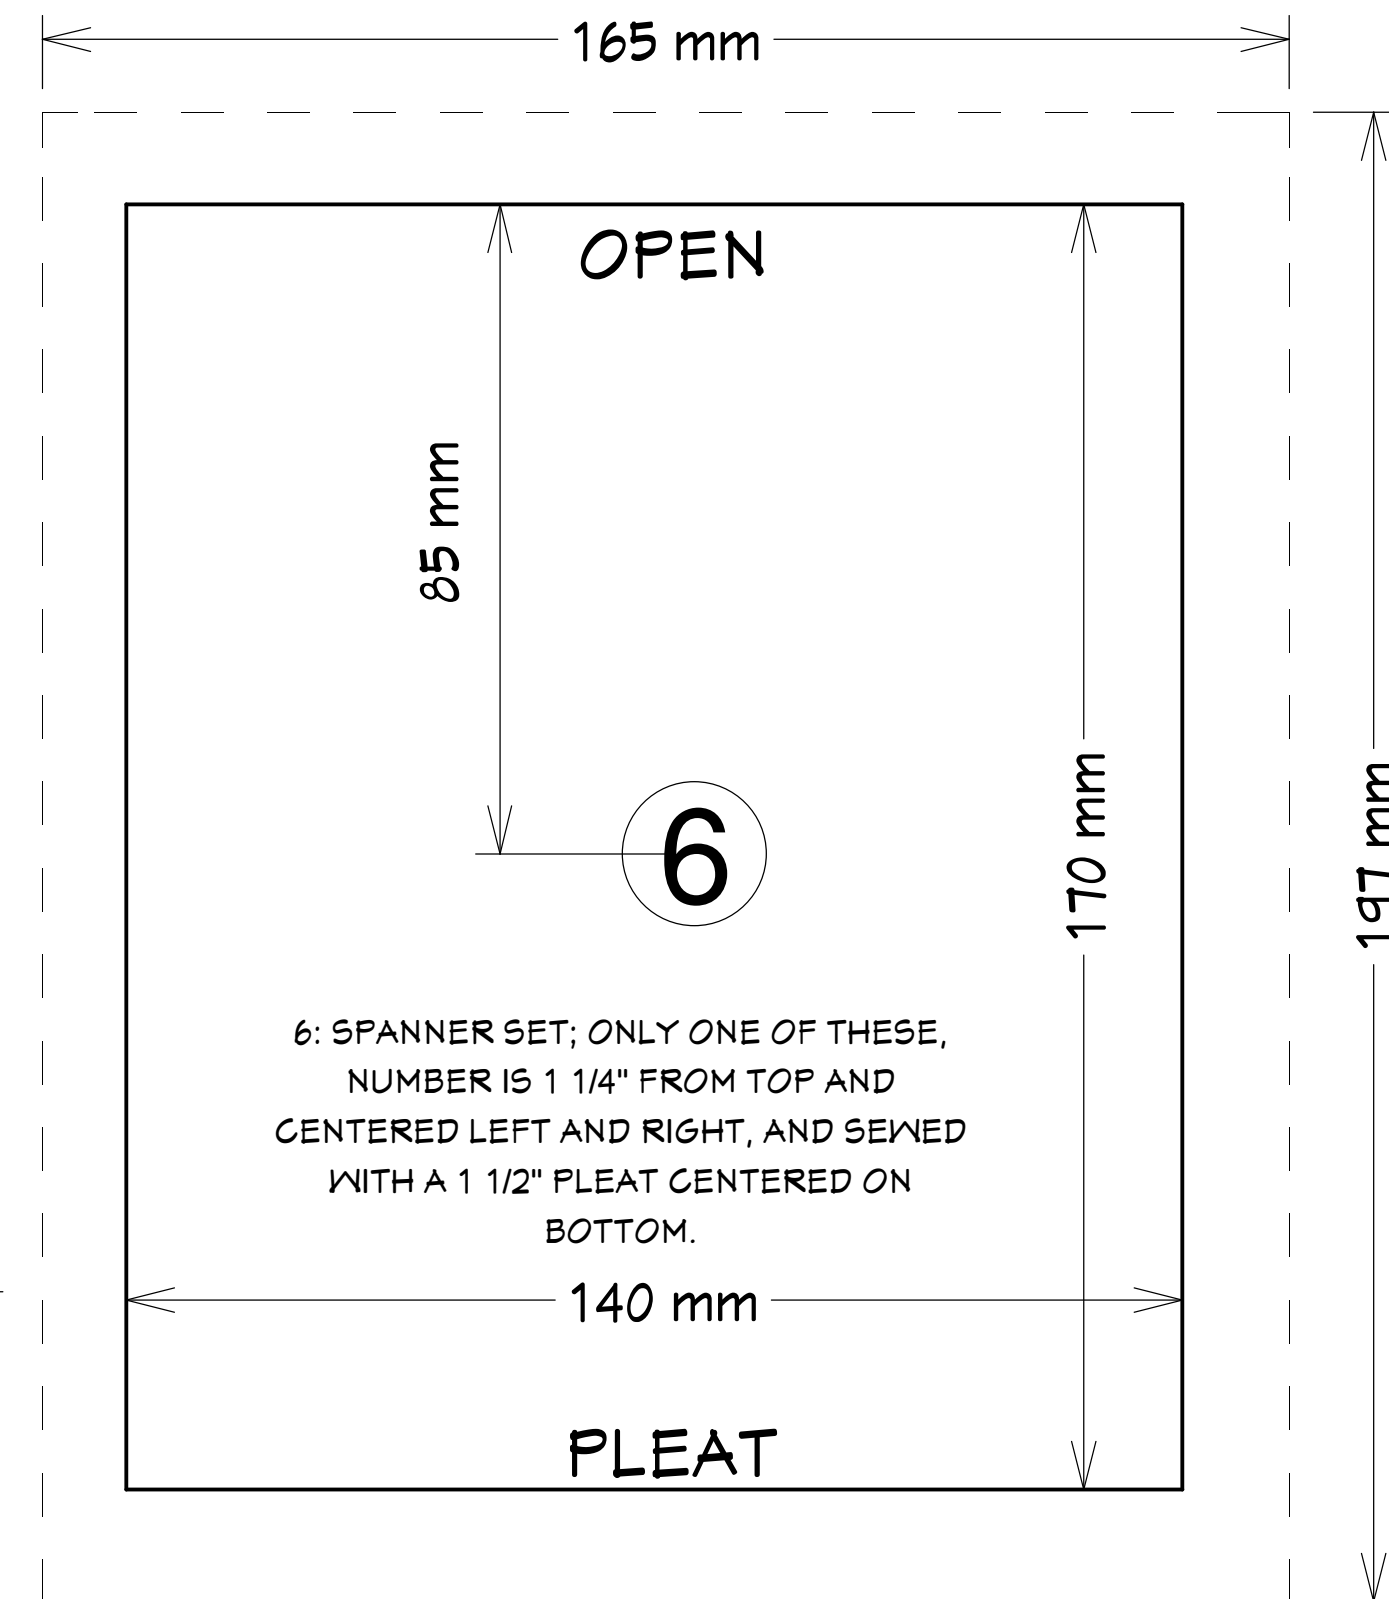 165 mm
OPEN
85 mm
6
170 mm
197 mm
6: SPANNER SET; ONLY ONE OF THESE,
NUMBER IS 1 1/4" FROM TOP AND
CENTERED LEFT AND RIGHT, AND SEWED
WITH A 1 1/2" PLEAT CENTERED ON
BOTTOM.
140 mm
PLEAT